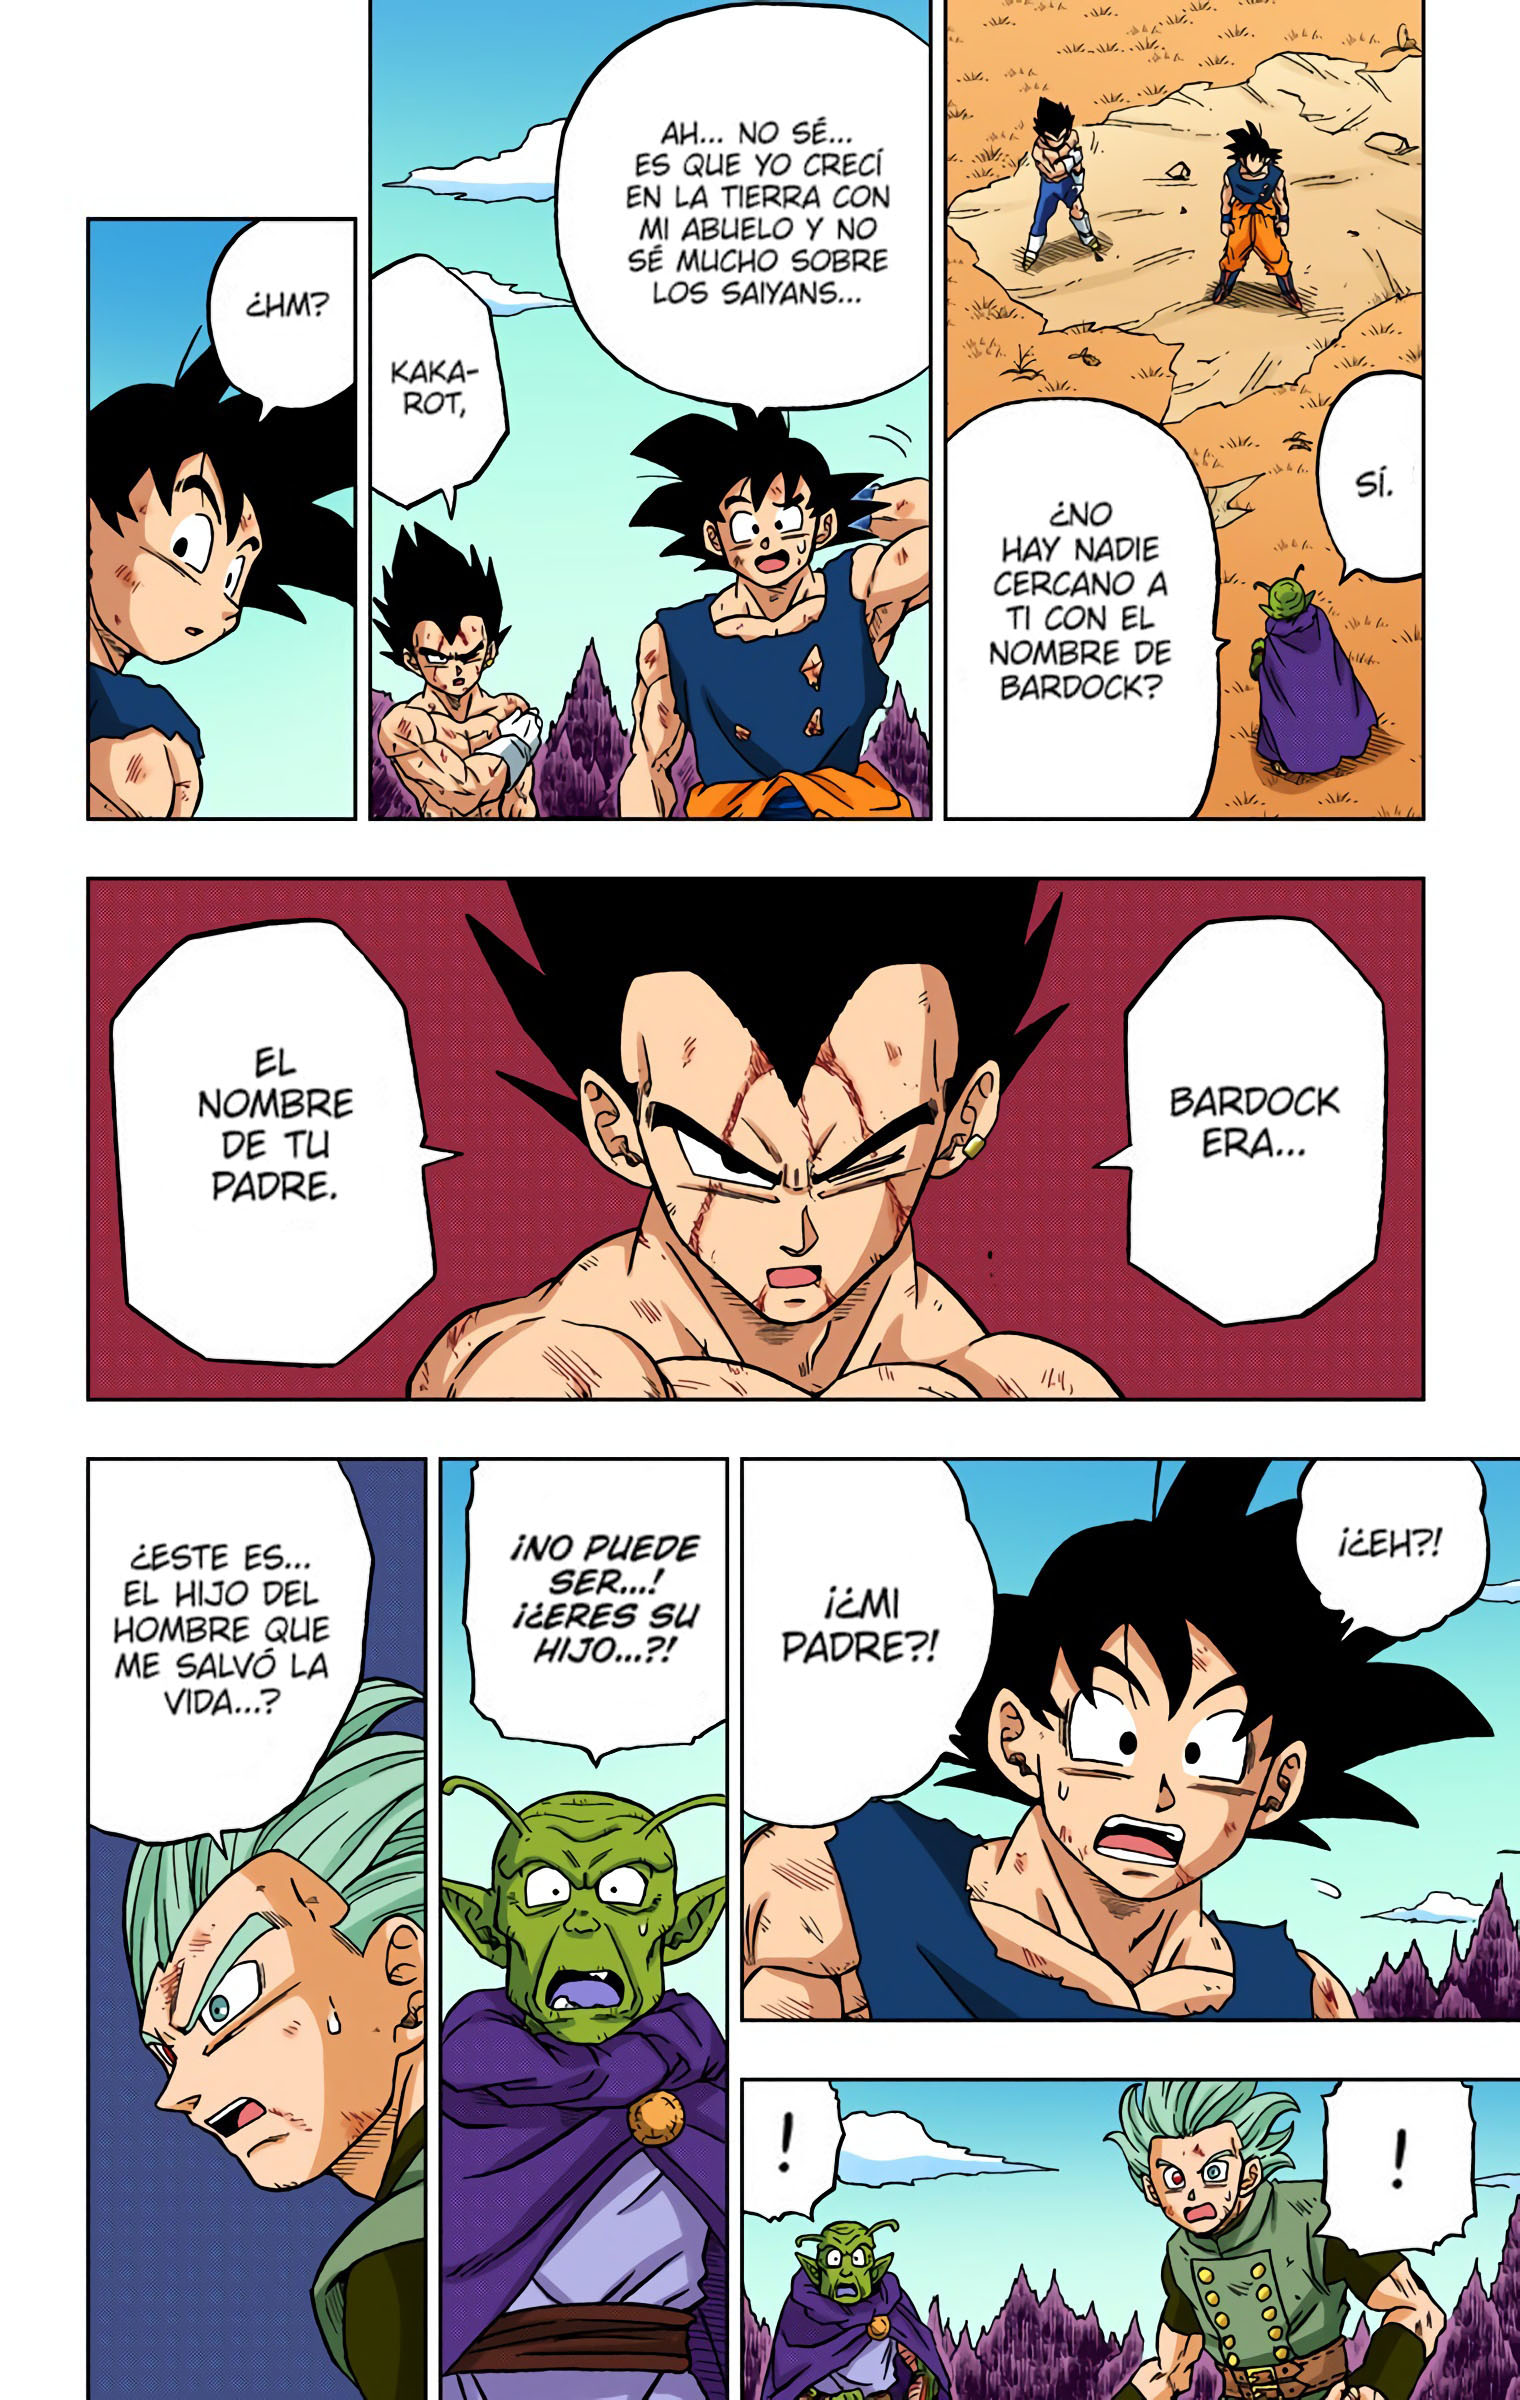 SÍ.
¿NO
HAY NADIE
CERCANO A
TI CON EL
NOMBRE DE
BARDOCK?
AH... NO SÉ...
ES QUE YO CRECÍ
EN LA TIERRA CON
MI ABUELO Y NO
SÉ MUCHO SOBRE
LOS SAIYANS...
KAKA-
ROT,
¿HM?
BARDOCK
ERA...
EL
NOMBRE
DE TU
PADRE.
¡¿EH?!
¡¿MI
PADRE?!
!
!
¡NO PUEDE
SER...!
¡¿ERES SU
HIJO...?!
¿ESTE ES...
EL HIJO DEL
HOMBRE QUE
ME SALVÓ LA
VIDA...?